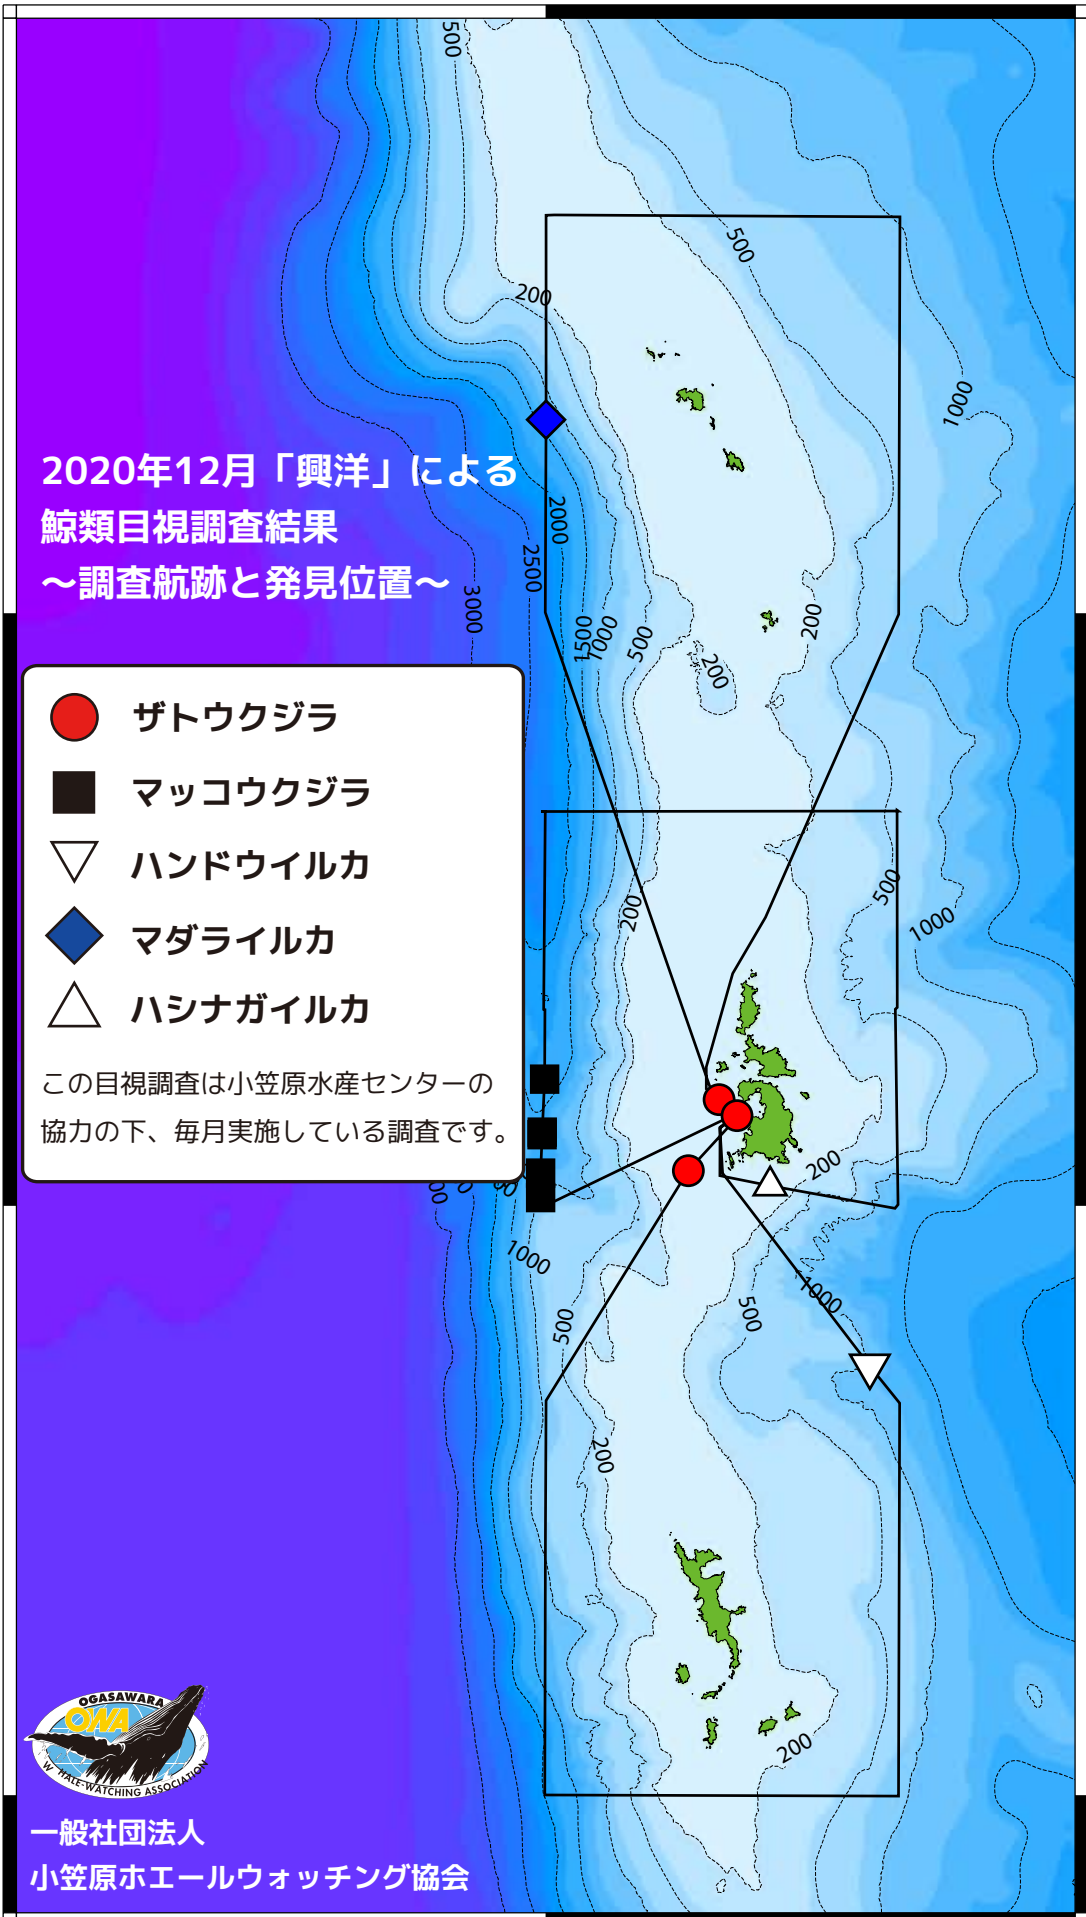 500
500
200
1000
2020年12月「興洋」による
鯨類目視調査結果
～調査航跡と発見位置～
2000
2500
3000
1500
1000
500
200
200
ザトウクジラ
マッコウクジラ
ハンドウイルカ
マダライルカ
ハシナガイルカ
この目視調査は小笠原水産センターの
協力の下、毎月実施している調査です。
200
500
1000
200
1000
500
500
1000
200
200
OGASAWARA
OWA
WHALE-WATCHING ASSOCIATION
一般社団法人
小笠原ホエールウォッチング協会